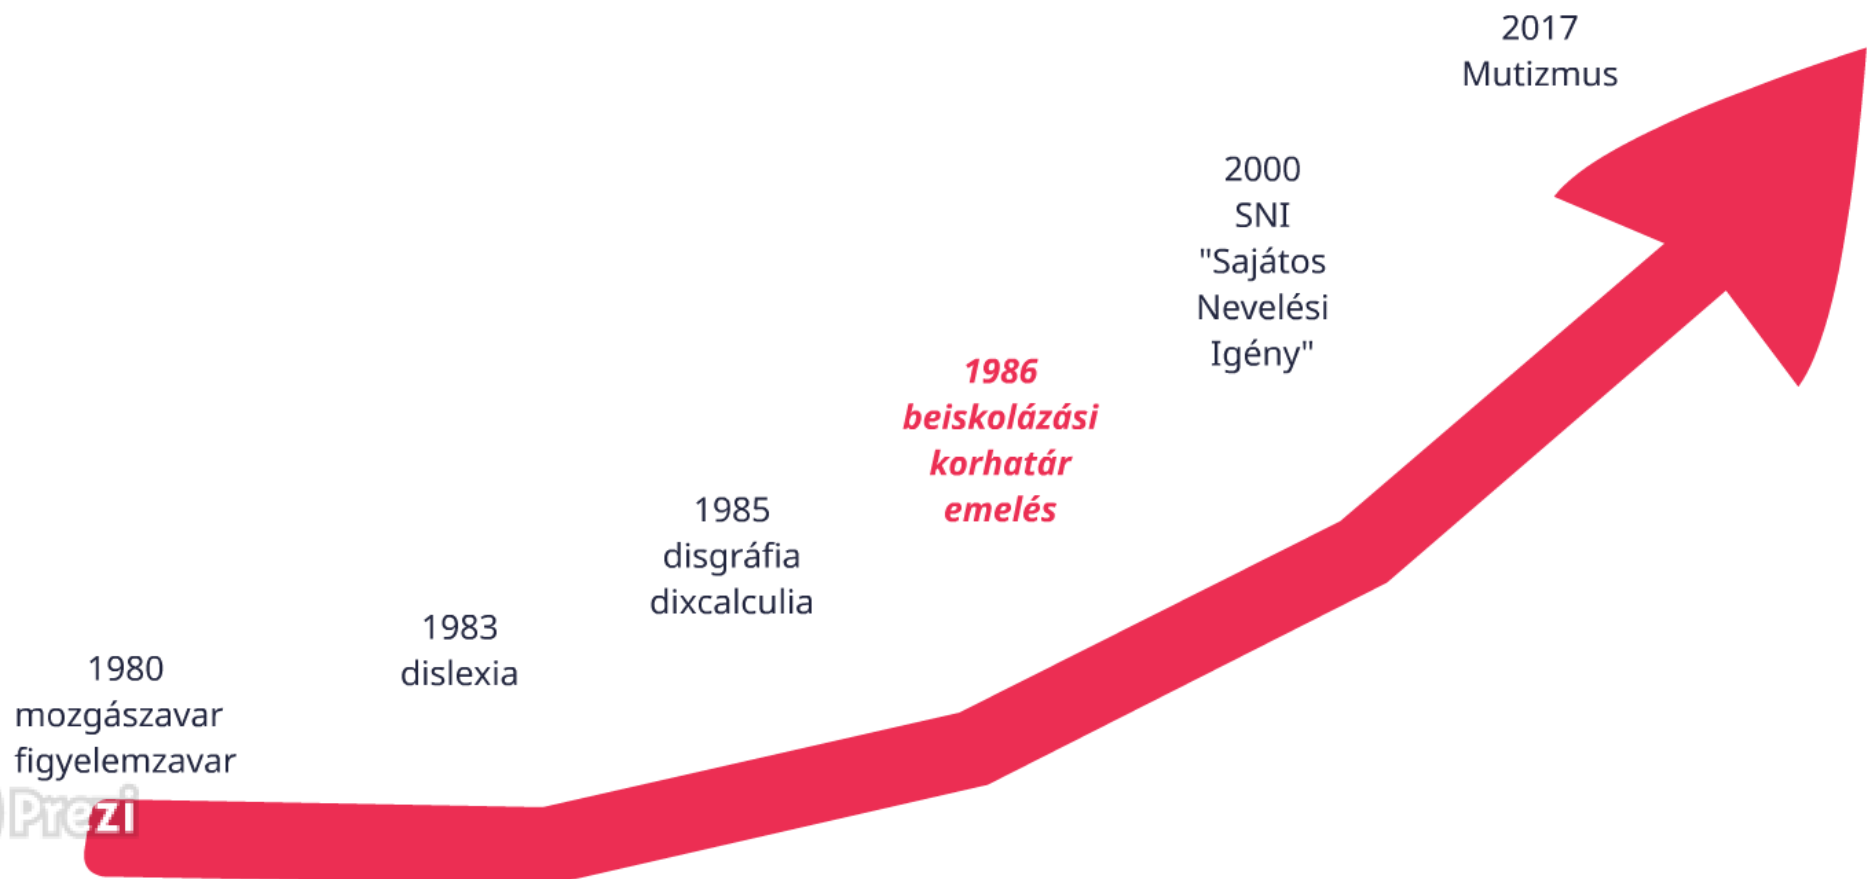 1980
mozgászavar
figyelemzavar
1983
dislexia
1985
disgráfia
dixcalculia
1986
beiskolázási
korhatár
emelés
2000
SNI
"Sajátos
Nevelési
Igény"
2017
Mutizmus
Prezi